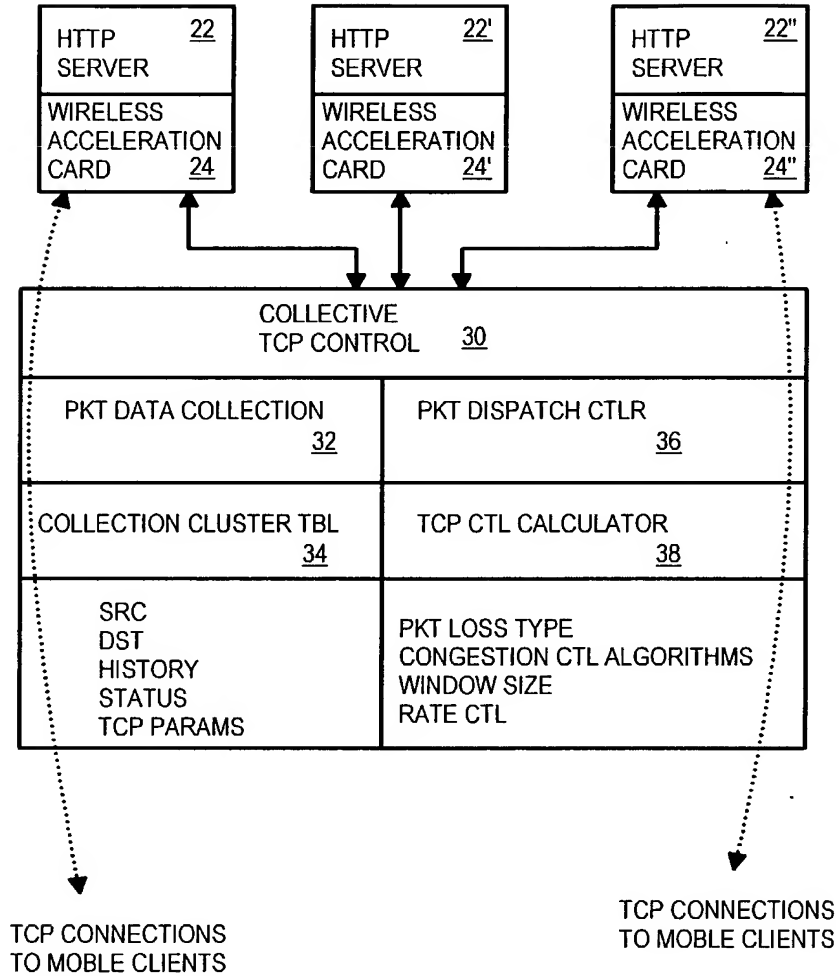 HTTP 22
SERVER
WIRELESS
ACCELERATION
CARD 24
HTTP 22'
SERVER
WIRELESS
ACCELERATION
CARD 24'
HTTP 22"
SERVER
WIRELESS
ACCELERATION
CARD 24"
COLLECTIVE
TCP CONTROL 30
PKT DATA COLLECTION
32
PKT DISPATCH CTLR
36
COLLECTION CLUSTER TBL
34
TCP CTL CALCULATOR
38
SRC
DST
HISTORY
STATUS
TCP PARAMS
PKT LOSS TYPE
CONGESTION CTL ALGORITHMS
WINDOW SIZE
RATE CTL
TCP CONNECTIONS
TO MOBLE CLIENTS
TCP CONNECTIONS
TO MOBLE CLIENTS